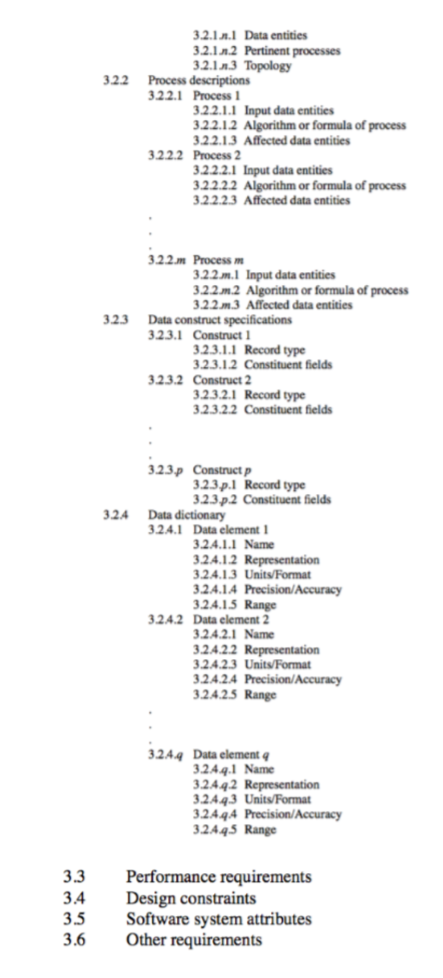 3.2.1.n.1 Data entities
3.2.1.n.2 Pertinent processes
3.2.1.n.3 Topology
3.2.2 Process descriptions
3.2.2.1 Process 1
3.2.2.1.1 Input data entities
3.2.2.1.2 Algorithm or formula of process
3.2.2.1.3 Affected data entities
3.2.2.2 Process 2
3.2.2.2.1 Input data entities
3.2.2.2.2 Algorithm or formula of process
3.2.2.2.3 Affected data entities
.
.
.
3.2.2.m Process m
3.2.2.m.1 Input data entities
3.2.2.m.2 Algorithm or formula of process
3.2.2.m.3 Affected data entities
3.2.3 Data construct specifications
3.2.3.1 Construct 1
3.2.3.1.1 Record type
3.2.3.1.2 Constituent fields
3.2.3.2 Construct 2
3.2.3.2.1 Record type
3.2.3.2.2 Constituent fields
.
.
.
3.2.3.p Construct p
3.2.3.p.1 Record type
3.2.3.p.2 Constituent fields
3.2.4 Data dictionary
3.2.4.1 Data element 1
3.2.4.1.1 Name
3.2.4.1.2 Representation
3.2.4.1.3 Units/Format
3.2.4.1.4 Precision/Accuracy
3.2.4.1.5 Range
3.2.4.2 Data element 2
3.2.4.2.1 Name
3.2.4.2.2 Representation
3.2.4.2.3 Units/Format
3.2.4.2.4 Precision/Accuracy
3.2.4.2.5 Range
.
.
.
3.2.4.q Data element q
3.2.4.q.1 Name
3.2.4.q.2 Representation
3.2.4.q.3 Units/Format
3.2.4.q.4 Precision/Accuracy
3.2.4.q.5 Range
3.3 Performance requirements
3.4 Design constraints
3.5 Software system attributes
3.6 Other requirements